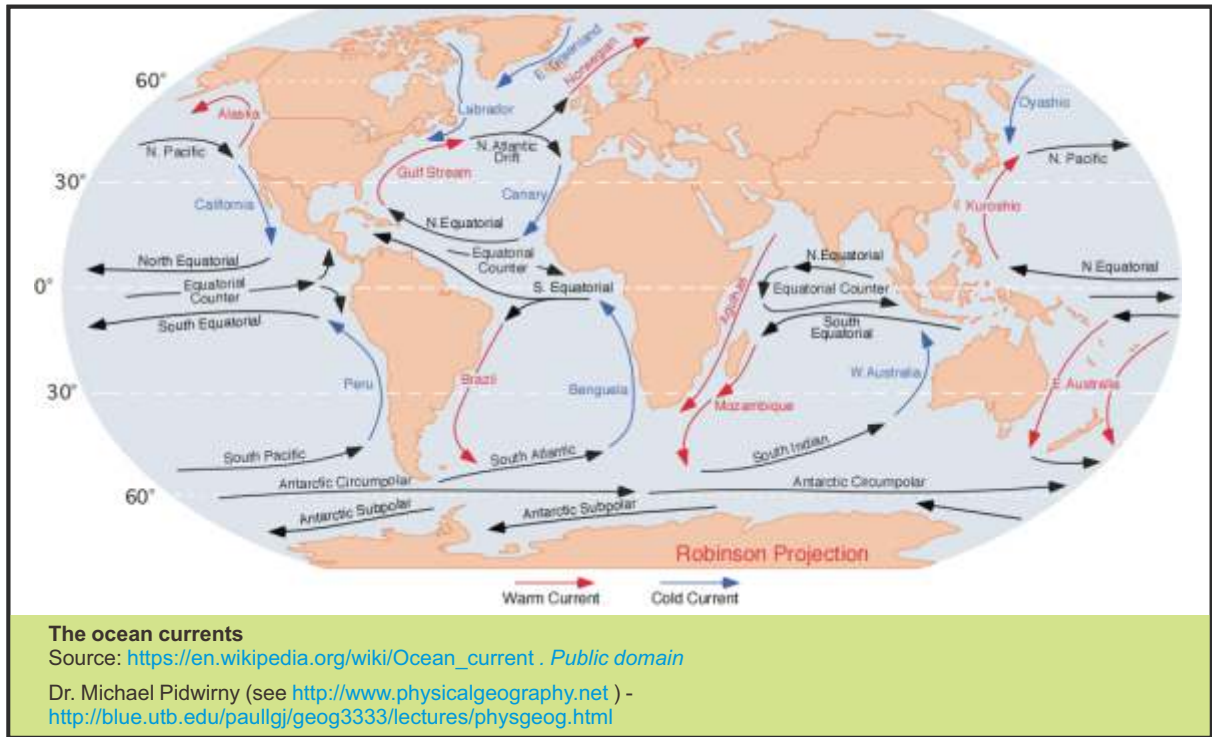 E. Greenland
Norwegian
60°
Alaska
Labrador
Oyashio
N. Pacific
N. Atlantic
Drift
N. Pacific
Gulf Stream
30°
California
Canary
Kuroshio
N.Equatorial
North Equatorial
Equatorial
Counter
N.Equatorial
N.Equatorial
0°
Equatorial
Counter
S. Equatorial
Equatorial Counter
South Equatorial
South
Equatorial
Agulhas
Peru
Brazil
Benguela
W.Australia
E.Australia
30°
Mozambique
South Pacific
South Atlantic
South Indian
Antarctic Circumpolar
Antarctic Circumpolar
60°
Antarctic Subpolar
Antarctic Subpolar
Robinson Projection
Warm Current
Cold Current
The ocean currents
Source: https://en.wikipedia.org/wiki/Ocean_current . Public domain
Dr. Michael Pidwirny (see http://www.physicalgeography.net ) -
http://blue.utb.edu/paullgj/geog3333/lectures/physgeog.html